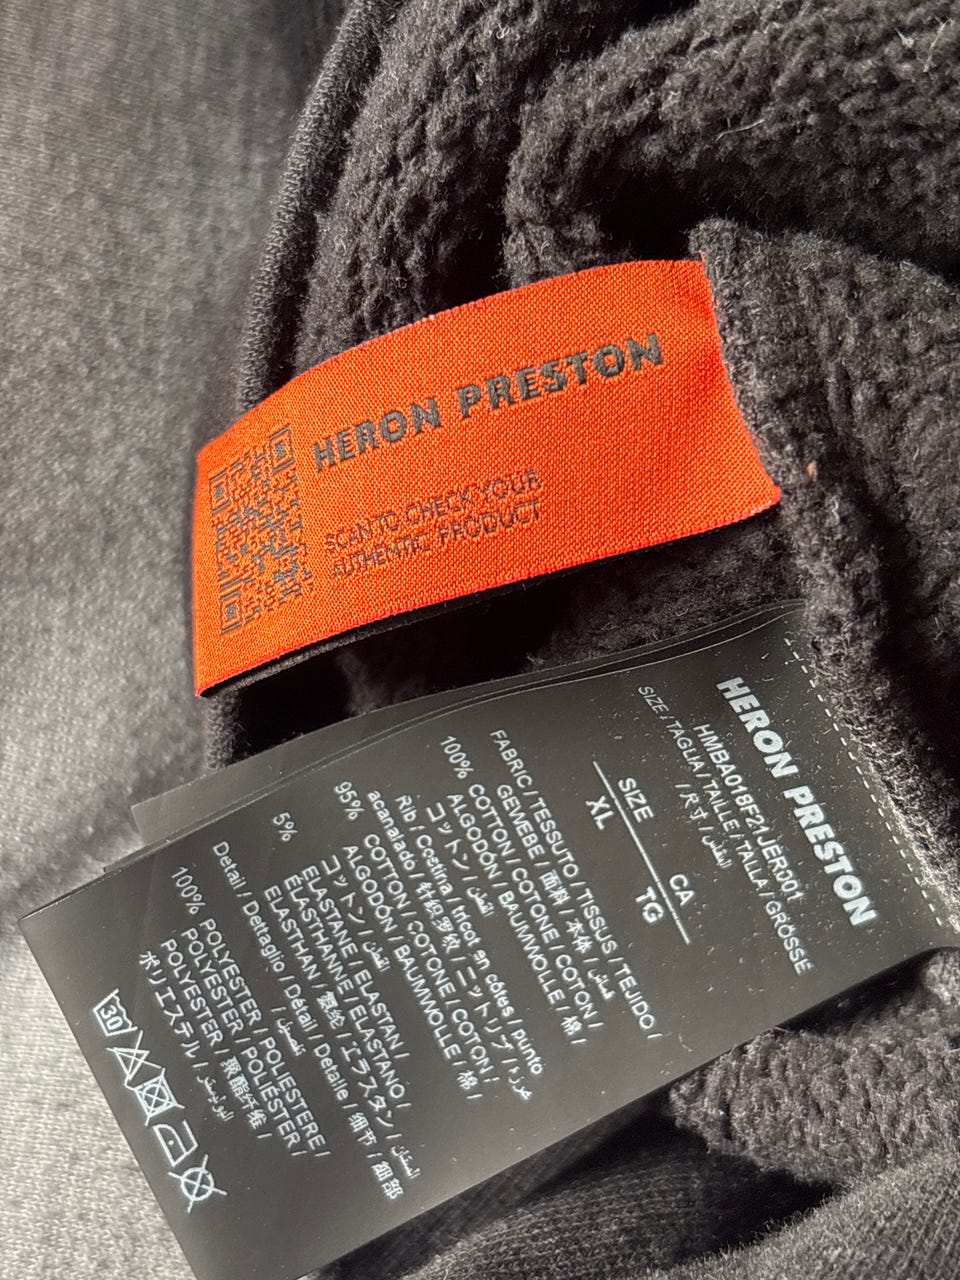 HERON PRESTON
SCAN TO CHECK YOUR
AUTHENTIC PRODUCT
HERON PRESTON
HMBA018F21JER001
SIZE / TAGLIA / TAILLE / TALLA / GRÖSSE
/ 尺寸 / المقاس
SIZE CA
XL TG
FABRIC / TESSUTO / TISSUS / TEJIDO /
GEWEBE / 面料 / 本体 / قماش
100% COTTON / COTONE / COTON /
ALGODÓN / BAUMWOLLE / 棉 /
コットン / القطن
Rib / Costina / tricot en côtes / punto
acanalado / 针织罗纹 / ニットリブ /
95% COTTON / COTONE / COTON /
ALGODÓN / BAUMWOLLE / 棉 /
コットン / القطن
5% ELASTANE / ELASTAN /
ELASTHANNE / ELASTANO /
ELASTHAN / 氨纶 / エラスタン /
Detail / Dettaglio / Détail / Detalle / 细节 / 細部
/ تفاصيل
100% POLYESTER / POLIESTERE /
POLYESTER / POLIÉSTER /
POLYESTER / 聚酯纤维 /
ポリエステル / البوليستر
30